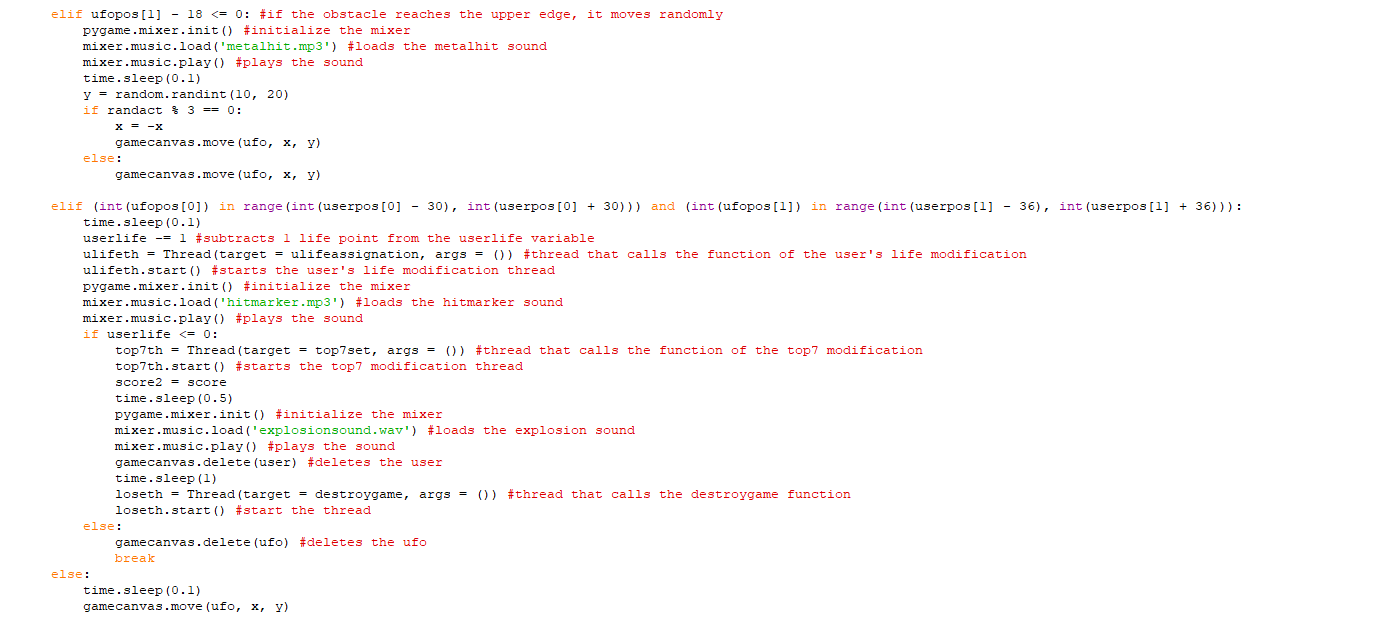 elif ufopos[1] - 18 <= 0: #if the obstacle reaches the upper edge, it moves randomly
    pygame.mixer.init() #initialize the mixer
    mixer.music.load('metalhit.mp3') #loads the metalhit sound
    mixer.music.play() #plays the sound
    time.sleep(0.1)
    y = random.randint(10, 20)
    if randact % 3 == 0:
        x = -x
        gamecanvas.move(ufo, x, y)
    else:
        gamecanvas.move(ufo, x, y)

elif (int(ufopos[0]) in range(int(userpos[0] - 30), int(userpos[0] + 30))) and (int(ufopos[1]) in range(int(userpos[1] - 36), int(userpos[1] + 36))):
    time.sleep(0.1)
    userlife -= 1 #subtracts 1 life point from the userlife variable
    ulifeth = Thread(target = ulifeassignation, args = ()) #thread that calls the function of the user's life modification
    ulifeth.start() #starts the user's life modification thread
    pygame.mixer.init() #initialize the mixer
    mixer.music.load('hitmarker.mp3') #loads the hitmarker sound
    mixer.music.play() #plays the sound
    if userlife <= 0:
        top7th = Thread(target = top7set, args = ()) #thread that calls the function of the top7 modification
        top7th.start() #starts the top7 modification thread
        score2 = score
        time.sleep(0.5)
        pygame.mixer.init() #initialize the mixer
        mixer.music.load('explosionsound.wav') #loads the explosion sound
        mixer.music.play() #plays the sound
        gamecanvas.delete(user) #deletes the user
        time.sleep(1)
        loseth = Thread(target = destroygame, args = ()) #thread that calls the destroygame function
        loseth.start() #start the thread
    else:
        gamecanvas.delete(ufo) #deletes the ufo
        break
else:
    time.sleep(0.1)
    gamecanvas.move(ufo, x, y)